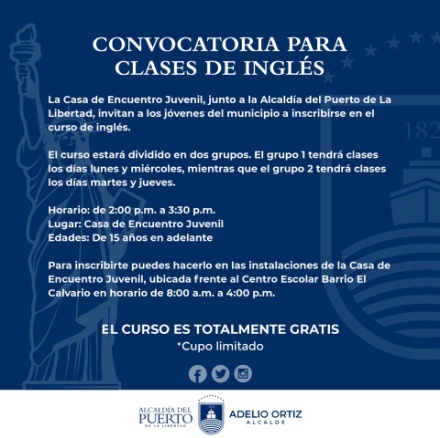 CONVOCATORIA PARA
CLASES DE INGLÉS
La Casa de Encuentro Juvenil, junto a la Alcaldía del Puerto de La
Libertad, invitan a los jóvenes del municipio a inscribirse en el
curso de inglés.
El curso estará dividido en dos grupos. El grupo 1 tendrá clases
los días lunes y miércoles, mientras que el grupo 2 tendrá clases
los días martes y jueves.
Horario: de 2:00 p.m. a 3:30 p.m.
Lugar: Casa de Encuentro Juvenil
Edades: De 15 años en adelante
Para inscribirte puedes hacerlo en las instalaciones de la Casa de
Encuentro Juvenil, ubicada frente al Centro Escolar Barrio El
Calvario en horario de 8:00 a.m. a 4:00 p.m.
EL CURSO ES TOTALMENTE GRATIS
*Cupo limitado
ALCALDÍA DEL
PUERTO
DE LA LIBERTAD
ADELIO ORTIZ
ALCALDE